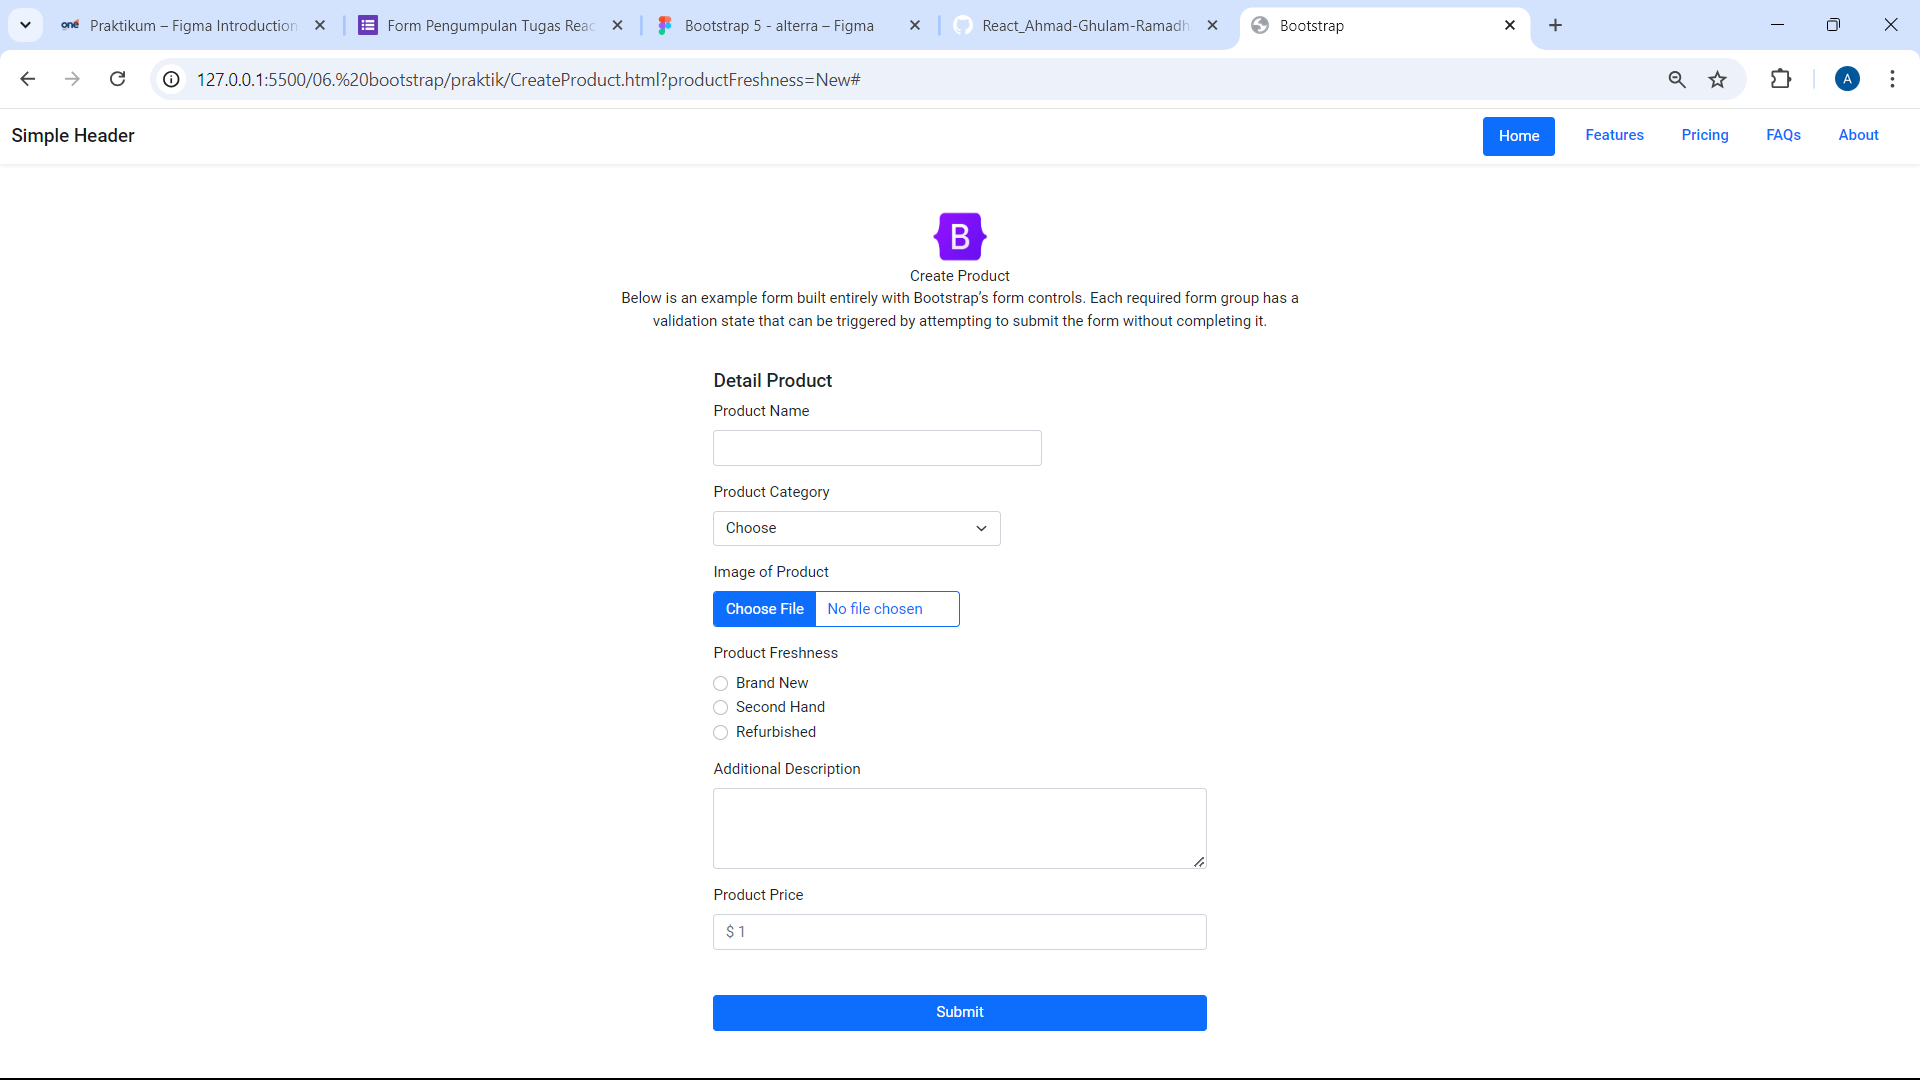 one Praktikum – Figma Introduction
Form Pengumpulan Tugas Reac
Bootstrap 5 - alterra – Figma
React_Ahmad-Ghulam-Ramadh
Bootstrap
127.0.0.1:5500/06.%20bootstrap/praktik/CreateProduct.html?productFreshness=New#
A
Simple Header
Home
Features
Pricing
FAQs
About
B
Create Product
Below is an example form built entirely with Bootstrap’s form controls. Each required form group has a
validation state that can be triggered by attempting to submit the form without completing it.
Detail Product
Product Name
Product Category
Choose
Image of Product
Choose File No file chosen
Product Freshness
Brand New
Second Hand
Refurbished
Additional Description
Product Price
$ 1
Submit